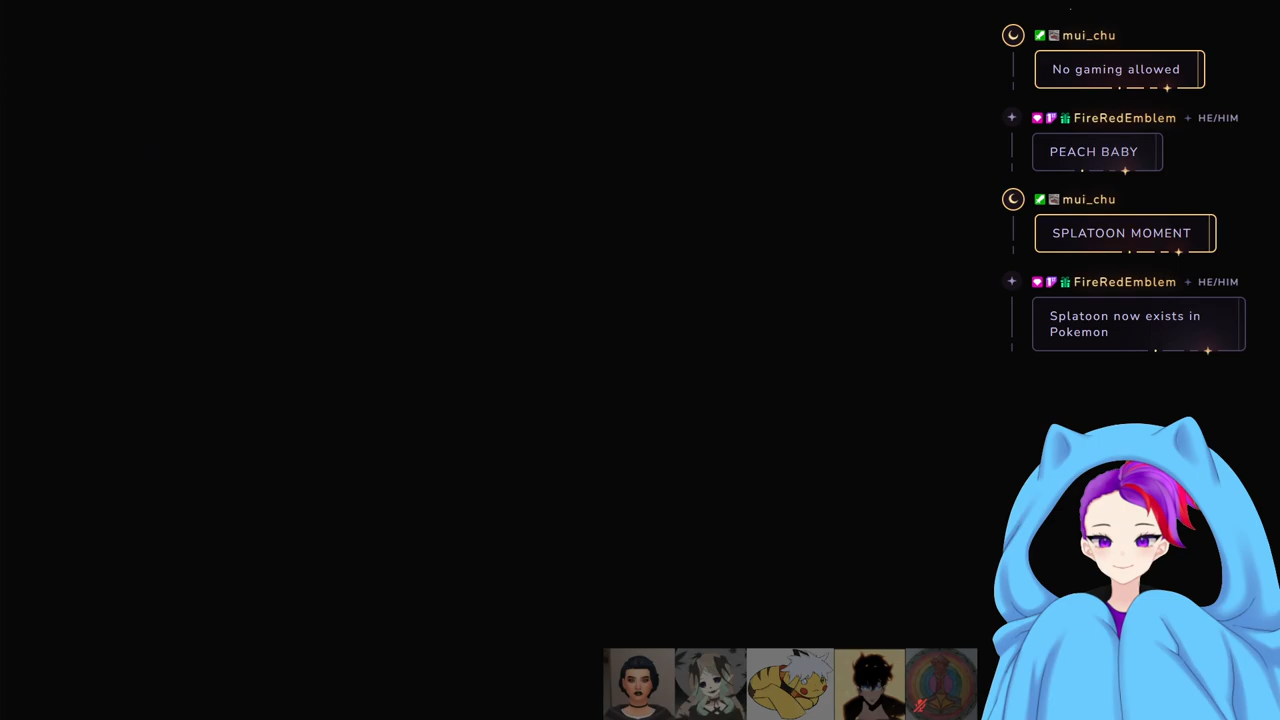 mui_chu
No gaming allowed
FireRedEmblem + HE/HIM
PEACH BABY
mui_chu
SPLATOON MOMENT
FireRedEmblem + HE/HIM
Splatoon now exists in
Pokemon